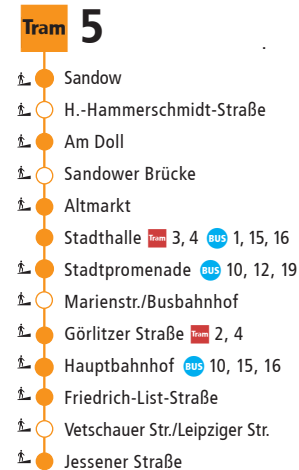 Tram 5
Sandow
H.-Hammerschmidt-Straße
Am Doll
Sandower Brücke
Altmarkt
Stadthalle Tram 3, 4 BUS 1, 15, 16
Stadtpromenade BUS 10, 12, 19
Marienstr./Busbahnhof
Görlitzer Straße Tram 2, 4
Hauptbahnhof BUS 10, 15, 16
Friedrich-List-Straße
Vetschauer Str./Leipziger Str.
Jessener Straße